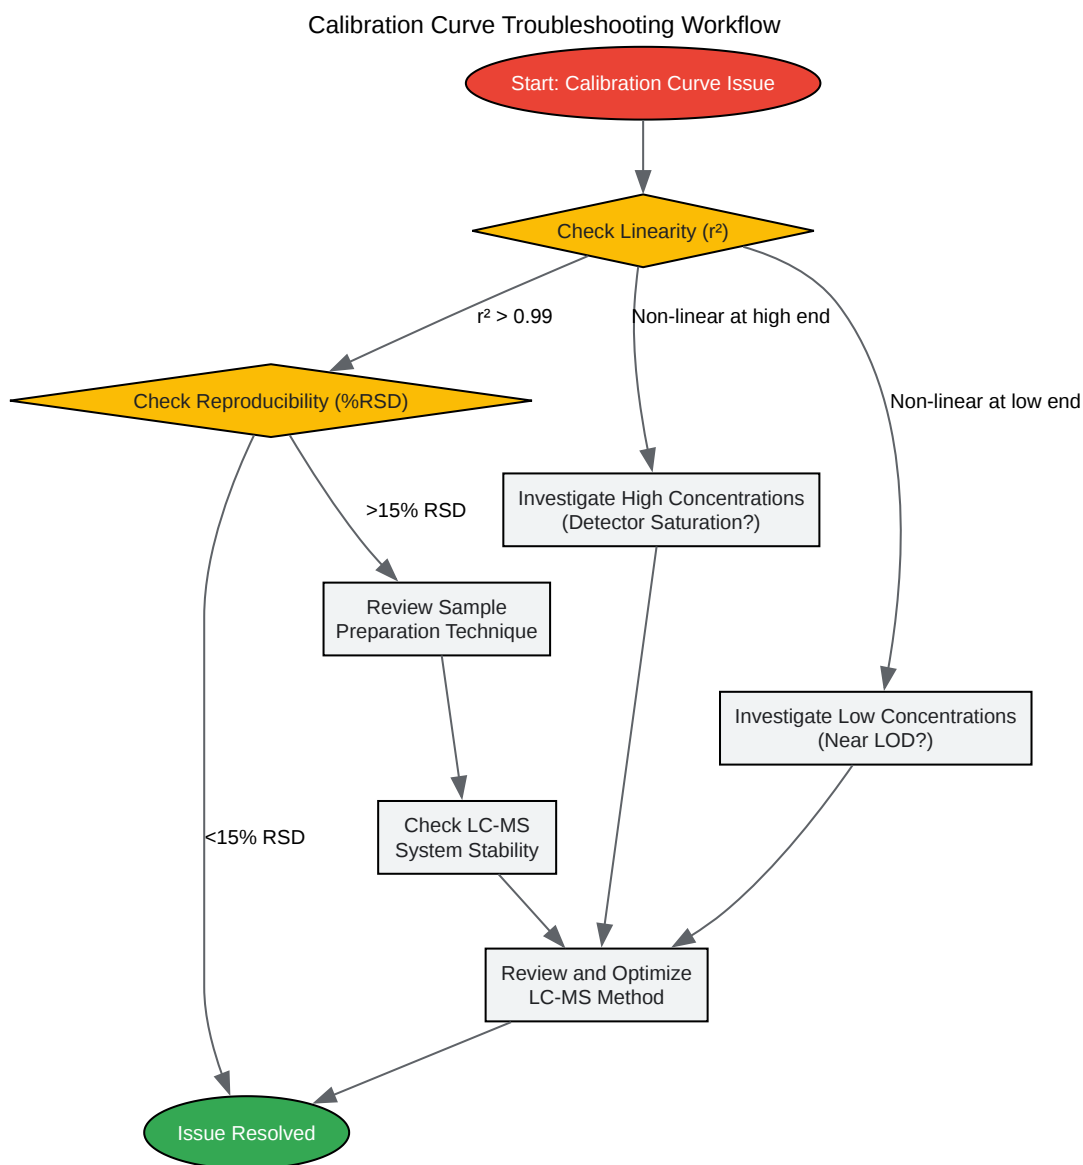 Calibration Curve Troubleshooting Workflow
Start: Calibration Curve Issue
Check Linearity (r²)
r² > 0.99
Non-linear at high end
Check Reproducibility (%RSD)
Non-linear at low end
Investigate High Concentrations
(Detector Saturation?)
>15% RSD
Review Sample
Preparation Technique
Investigate Low Concentrations
(Near LOD?)
Check LC-MS
System Stability
<15% RSD
Review and Optimize
LC-MS Method
Issue Resolved